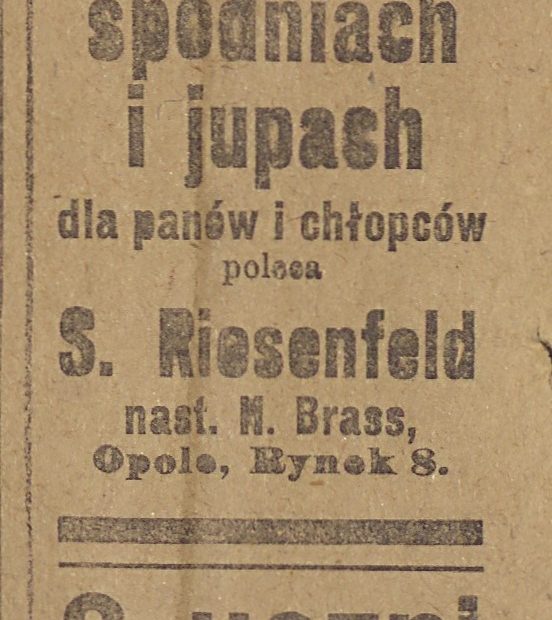 spodniach
i jupach
dla panów i chłopców
poleca
S. Riesenfeld
nast. M. Brass,
Opole, Rynek 8.